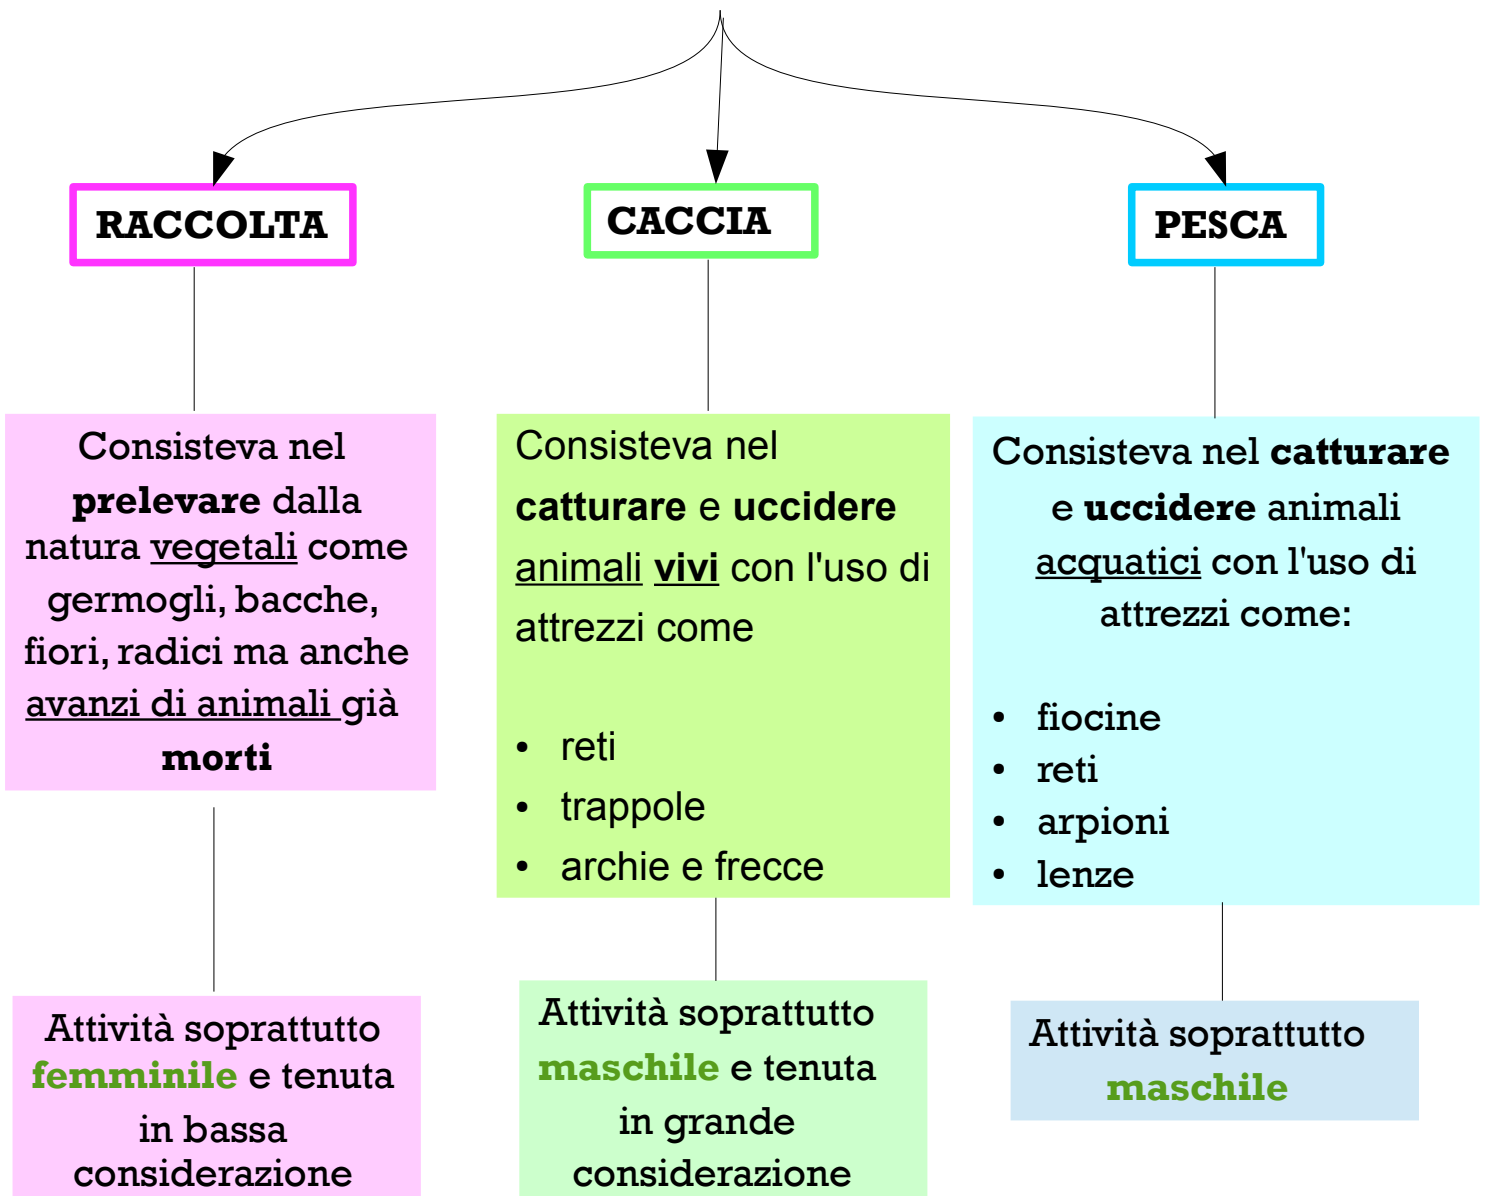 RACCOLTA
CACCIA
PESCA
Consisteva nel
prelevare dalla
natura vegetali come
germogli, bacche,
fiori, radici ma anche
avanzi di animali già
morti
Consisteva nel
catturare e uccidere
animali vivi con l'uso di
attrezzi come
• reti
• trappole
• archie e frecce
Consisteva nel catturare
e uccidere animali
acquatici con l'uso di
attrezzi come:
• fiocine
• reti
• arpioni
• lenze
Attività soprattutto
femminile e tenuta
in bassa
considerazione
Attività soprattutto
maschile e tenuta
in grande
considerazione
Attività soprattutto
maschile